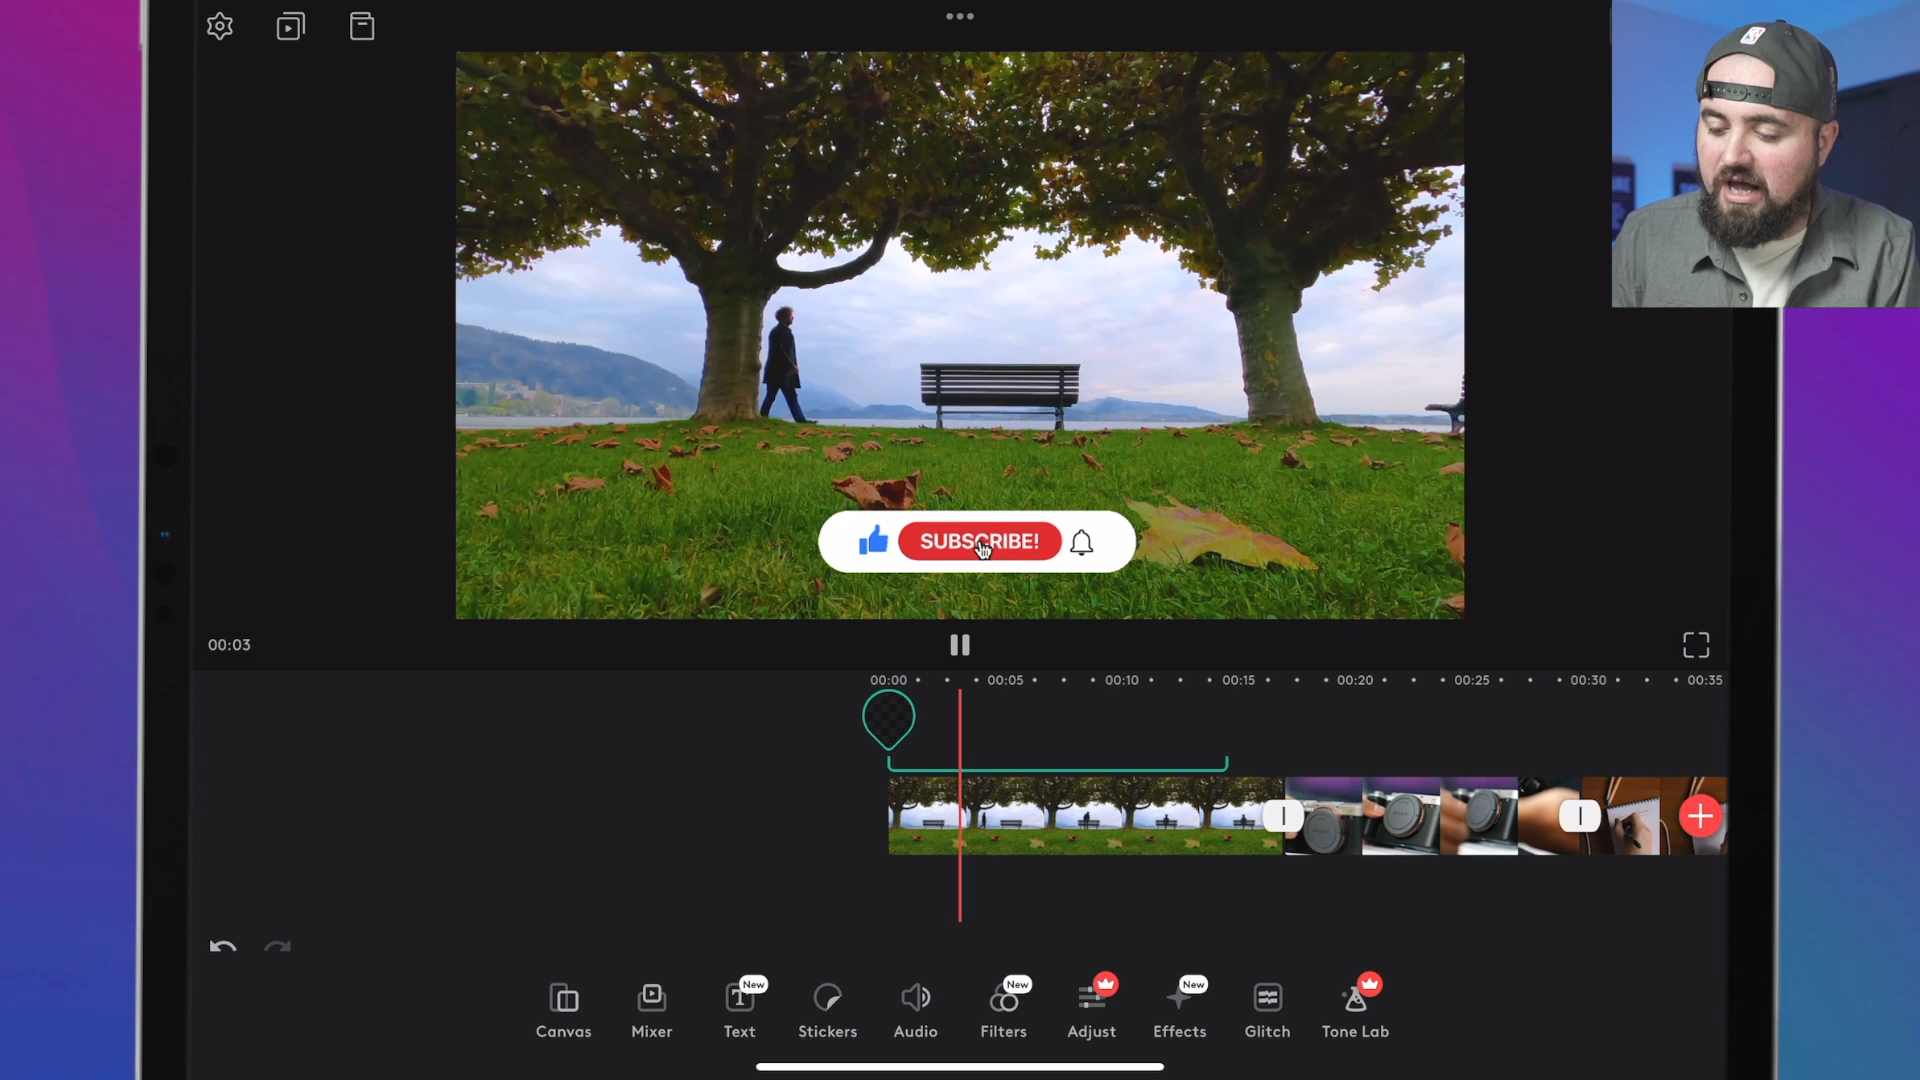 SUBSCRIBE!
00:03
00:00 00:05 00:10 00:15 00:20 00:25 00:30 00:35
New New New
Canvas Mixer Text Stickers Audio Filters Adjust Effects Glitch Tone Lab